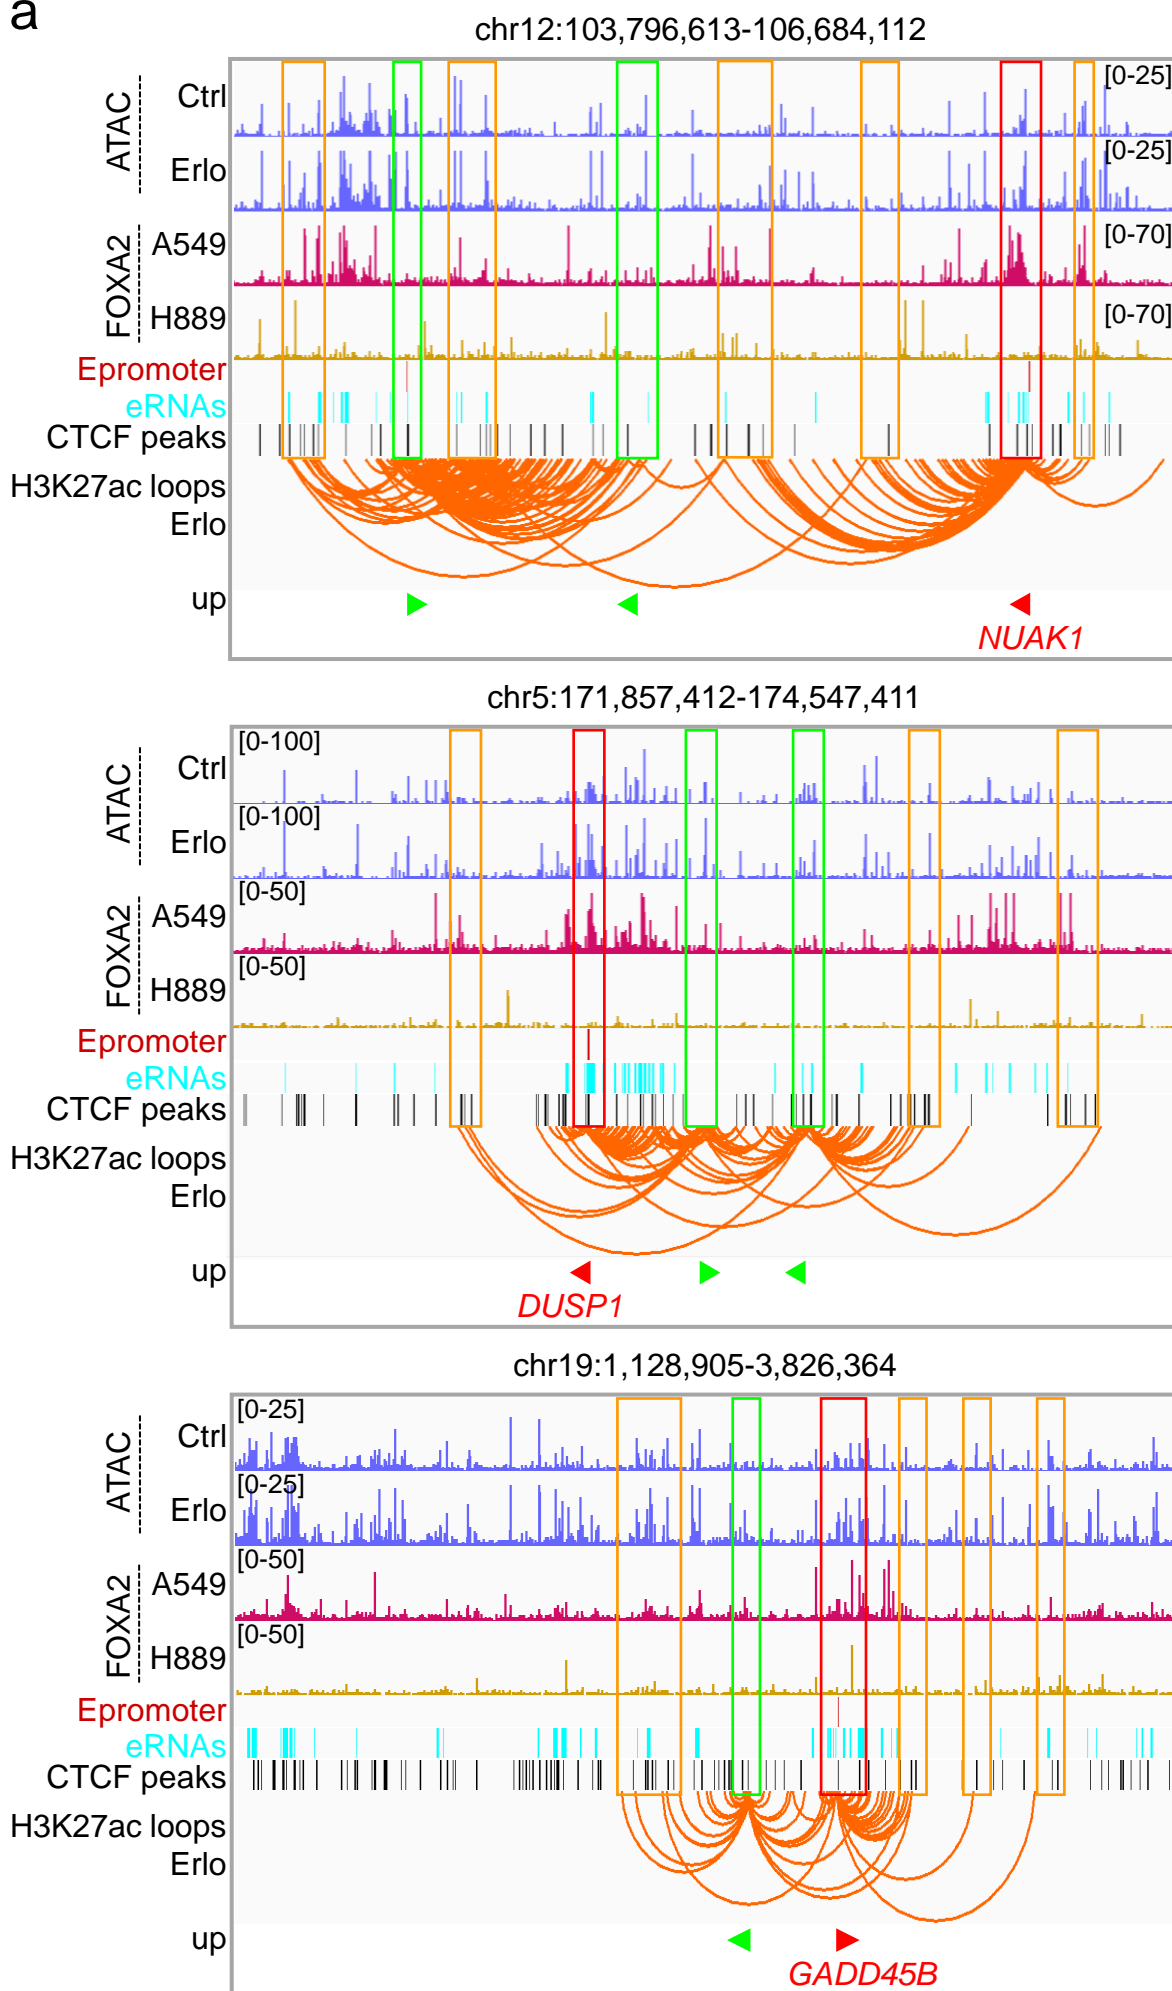 a
chr12:103,796,613-106,684,112
ATAC
Ctrl
[0-25]
Erlo
[0-25]
FOXA2
A549
[0-70]
H889
[0-70]
Epromoter
eRNAs
CTCF peaks
H3K27ac loops
Erlo
up
NUAK1
chr5:171,857,412-174,547,411
ATAC
Ctrl
[0-100]
Erlo
[0-100]
FOXA2
A549
[0-50]
H889
[0-50]
Epromoter
eRNAs
CTCF peaks
H3K27ac loops
Erlo
up
DUSP1
chr19:1,128,905-3,826,364
ATAC
Ctrl
[0-25]
Erlo
[0-25]
FOXA2
A549
[0-50]
H889
[0-50]
Epromoter
eRNAs
CTCF peaks
H3K27ac loops
Erlo
up
GADD45B